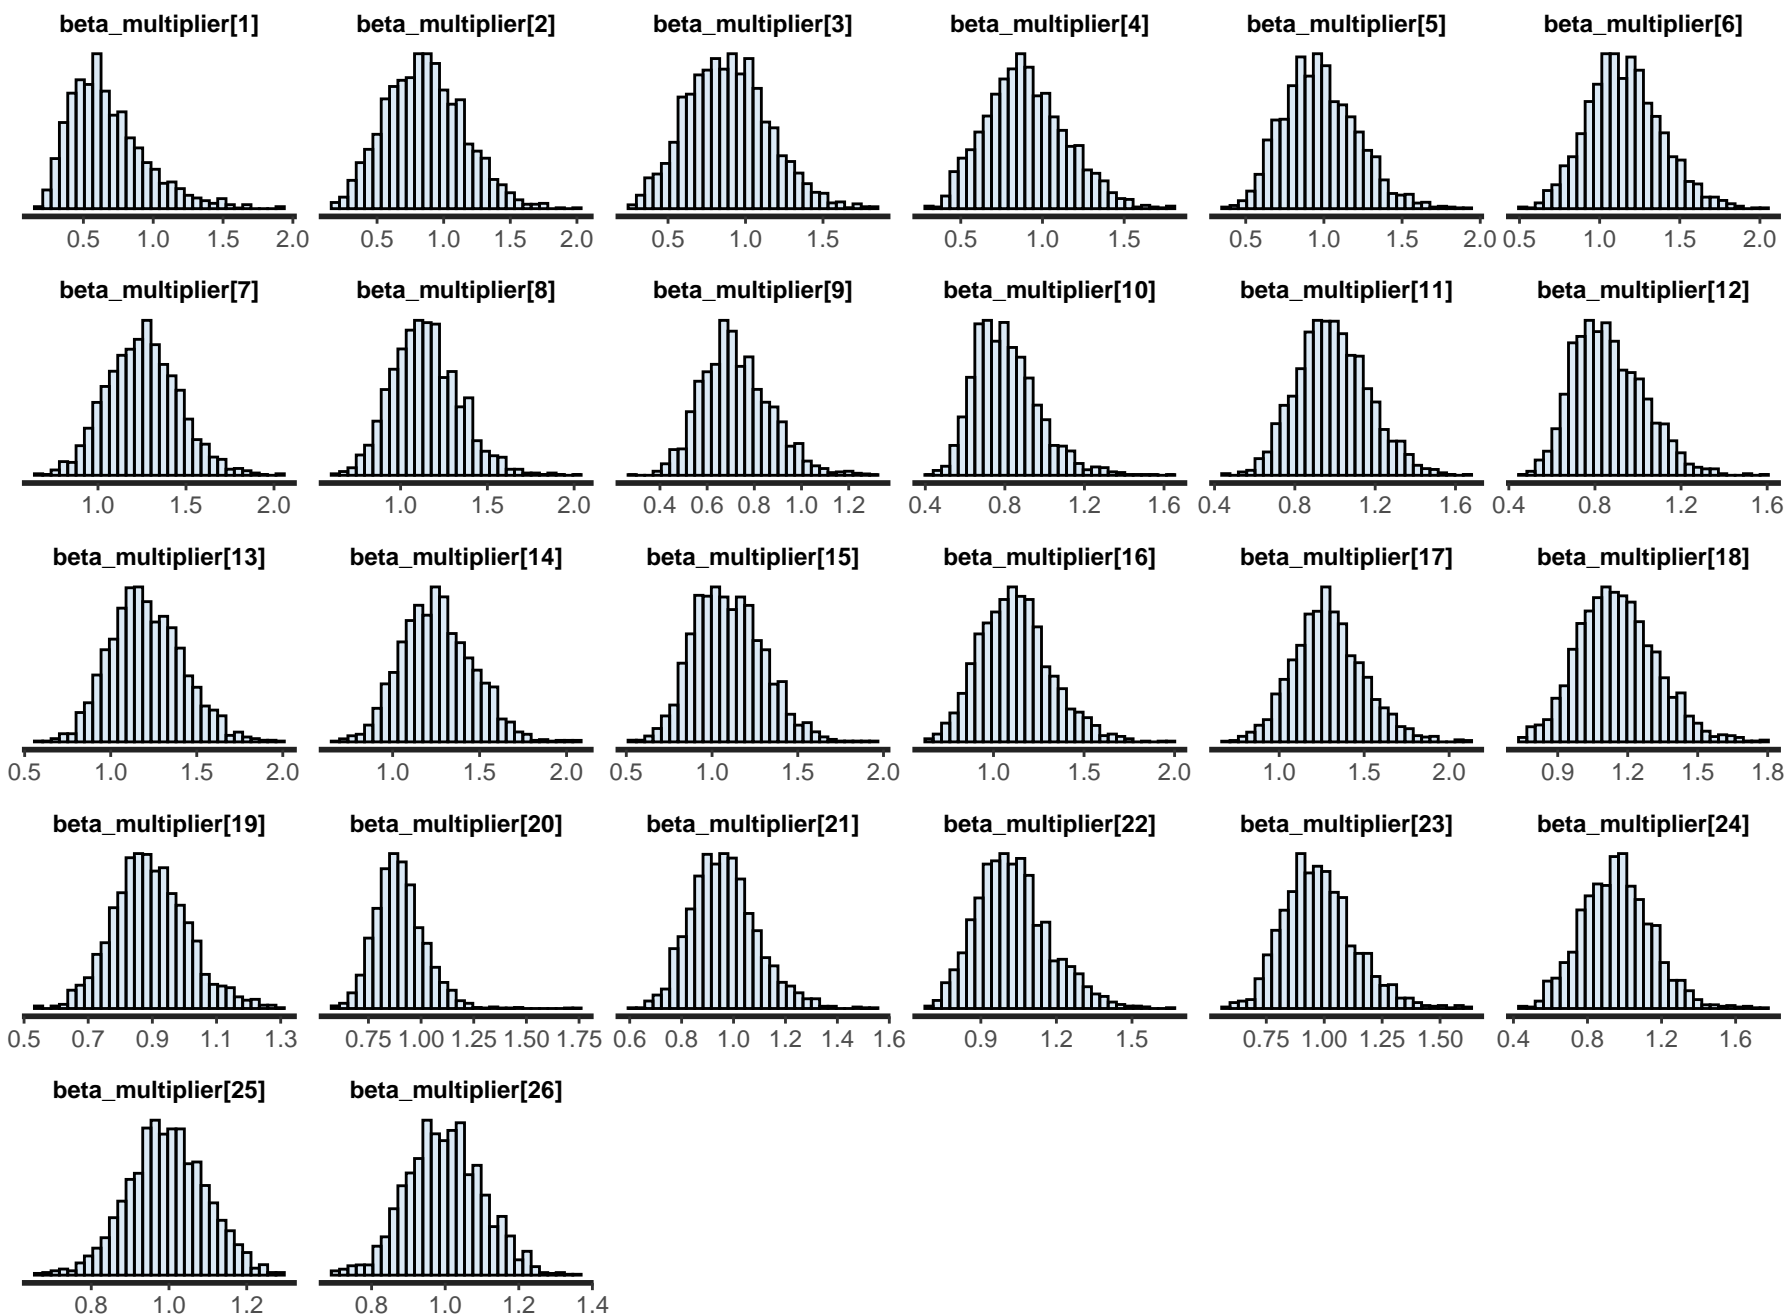 beta_multiplier[1] beta_multiplier[2] beta_multiplier[3] beta_multiplier[4] beta_multiplier[5] beta_multiplier[6]
0.5 1.0 1.5 2.0 0.5 1.0 1.5 2.0 0.5 1.0 1.5 0.5 1.0 1.5 0.5 1.0 1.5 2.0 0.5 1.0 1.5 2.0
beta_multiplier[7] beta_multiplier[8] beta_multiplier[9] beta_multiplier[10] beta_multiplier[11] beta_multiplier[12]
1.0 1.5 2.0 1.0 1.5 2.0 0.4 0.6 0.8 1.0 1.2 0.4 0.8 1.2 1.6 0.4 0.8 1.2 1.6 0.4 0.8 1.2 1.6
beta_multiplier[13] beta_multiplier[14] beta_multiplier[15] beta_multiplier[16] beta_multiplier[17] beta_multiplier[18]
0.5 1.0 1.5 2.0 1.0 1.5 2.0 0.5 1.0 1.5 2.0 1.0 1.5 2.0 1.0 1.5 2.0 0.9 1.2 1.5 1.8
beta_multiplier[19] beta_multiplier[20] beta_multiplier[21] beta_multiplier[22] beta_multiplier[23] beta_multiplier[24]
0.5 0.7 0.9 1.1 1.3 0.75 1.00 1.25 1.50 1.75 0.6 0.8 1.0 1.2 1.4 1.6 0.9 1.2 1.5 0.75 1.00 1.25 1.50 0.4 0.8 1.2 1.6
beta_multiplier[25] beta_multiplier[26]
0.8 1.0 1.2 0.8 1.0 1.2 1.4